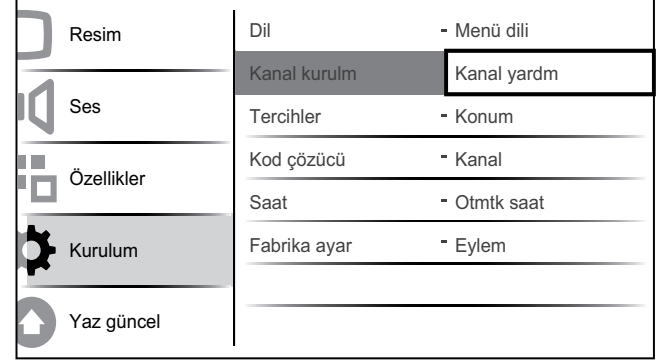 Resim
Ses
Özellikler
Kurulum
Yaz güncel
Dil - Menü dili
Kanal kurulm Kanal yardm
Tercihler - Konum
Kod çözücü - Kanal
Saat - Otmtk saat
Fabrika ayar - Eylem